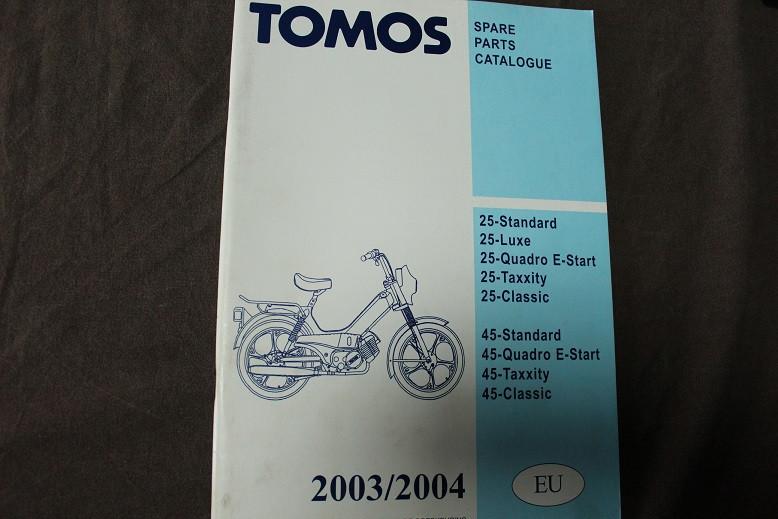 TOMOS
SPARE
PARTS
CATALOGUE
25-Standard
25-Luxe
25-Quadro E-Start
25-Taxxity
25-Classic
45-Standard
45-Quadro E-Start
45-Taxxity
45-Classic
2003/2004
EU